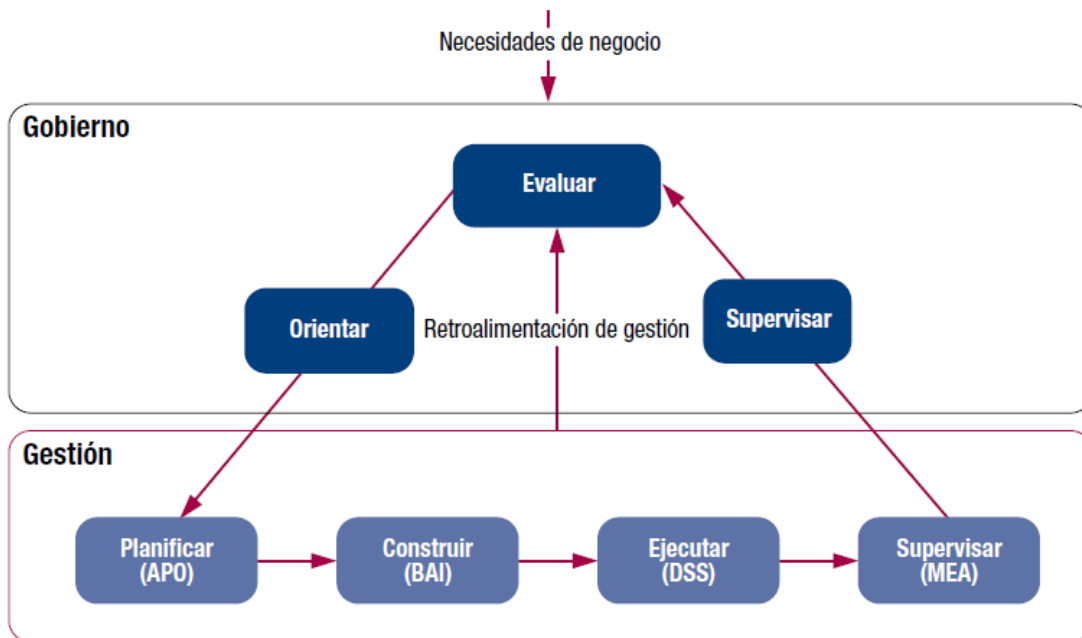 Necesidades de negocio
Gobierno
Evaluar
Orientar
Retroalimentación de gestión
Supervisar
Gestión
Planificar
(APO)
Construir
(BAI)
Ejecutar
(DSS)
Supervisar
(MEA)